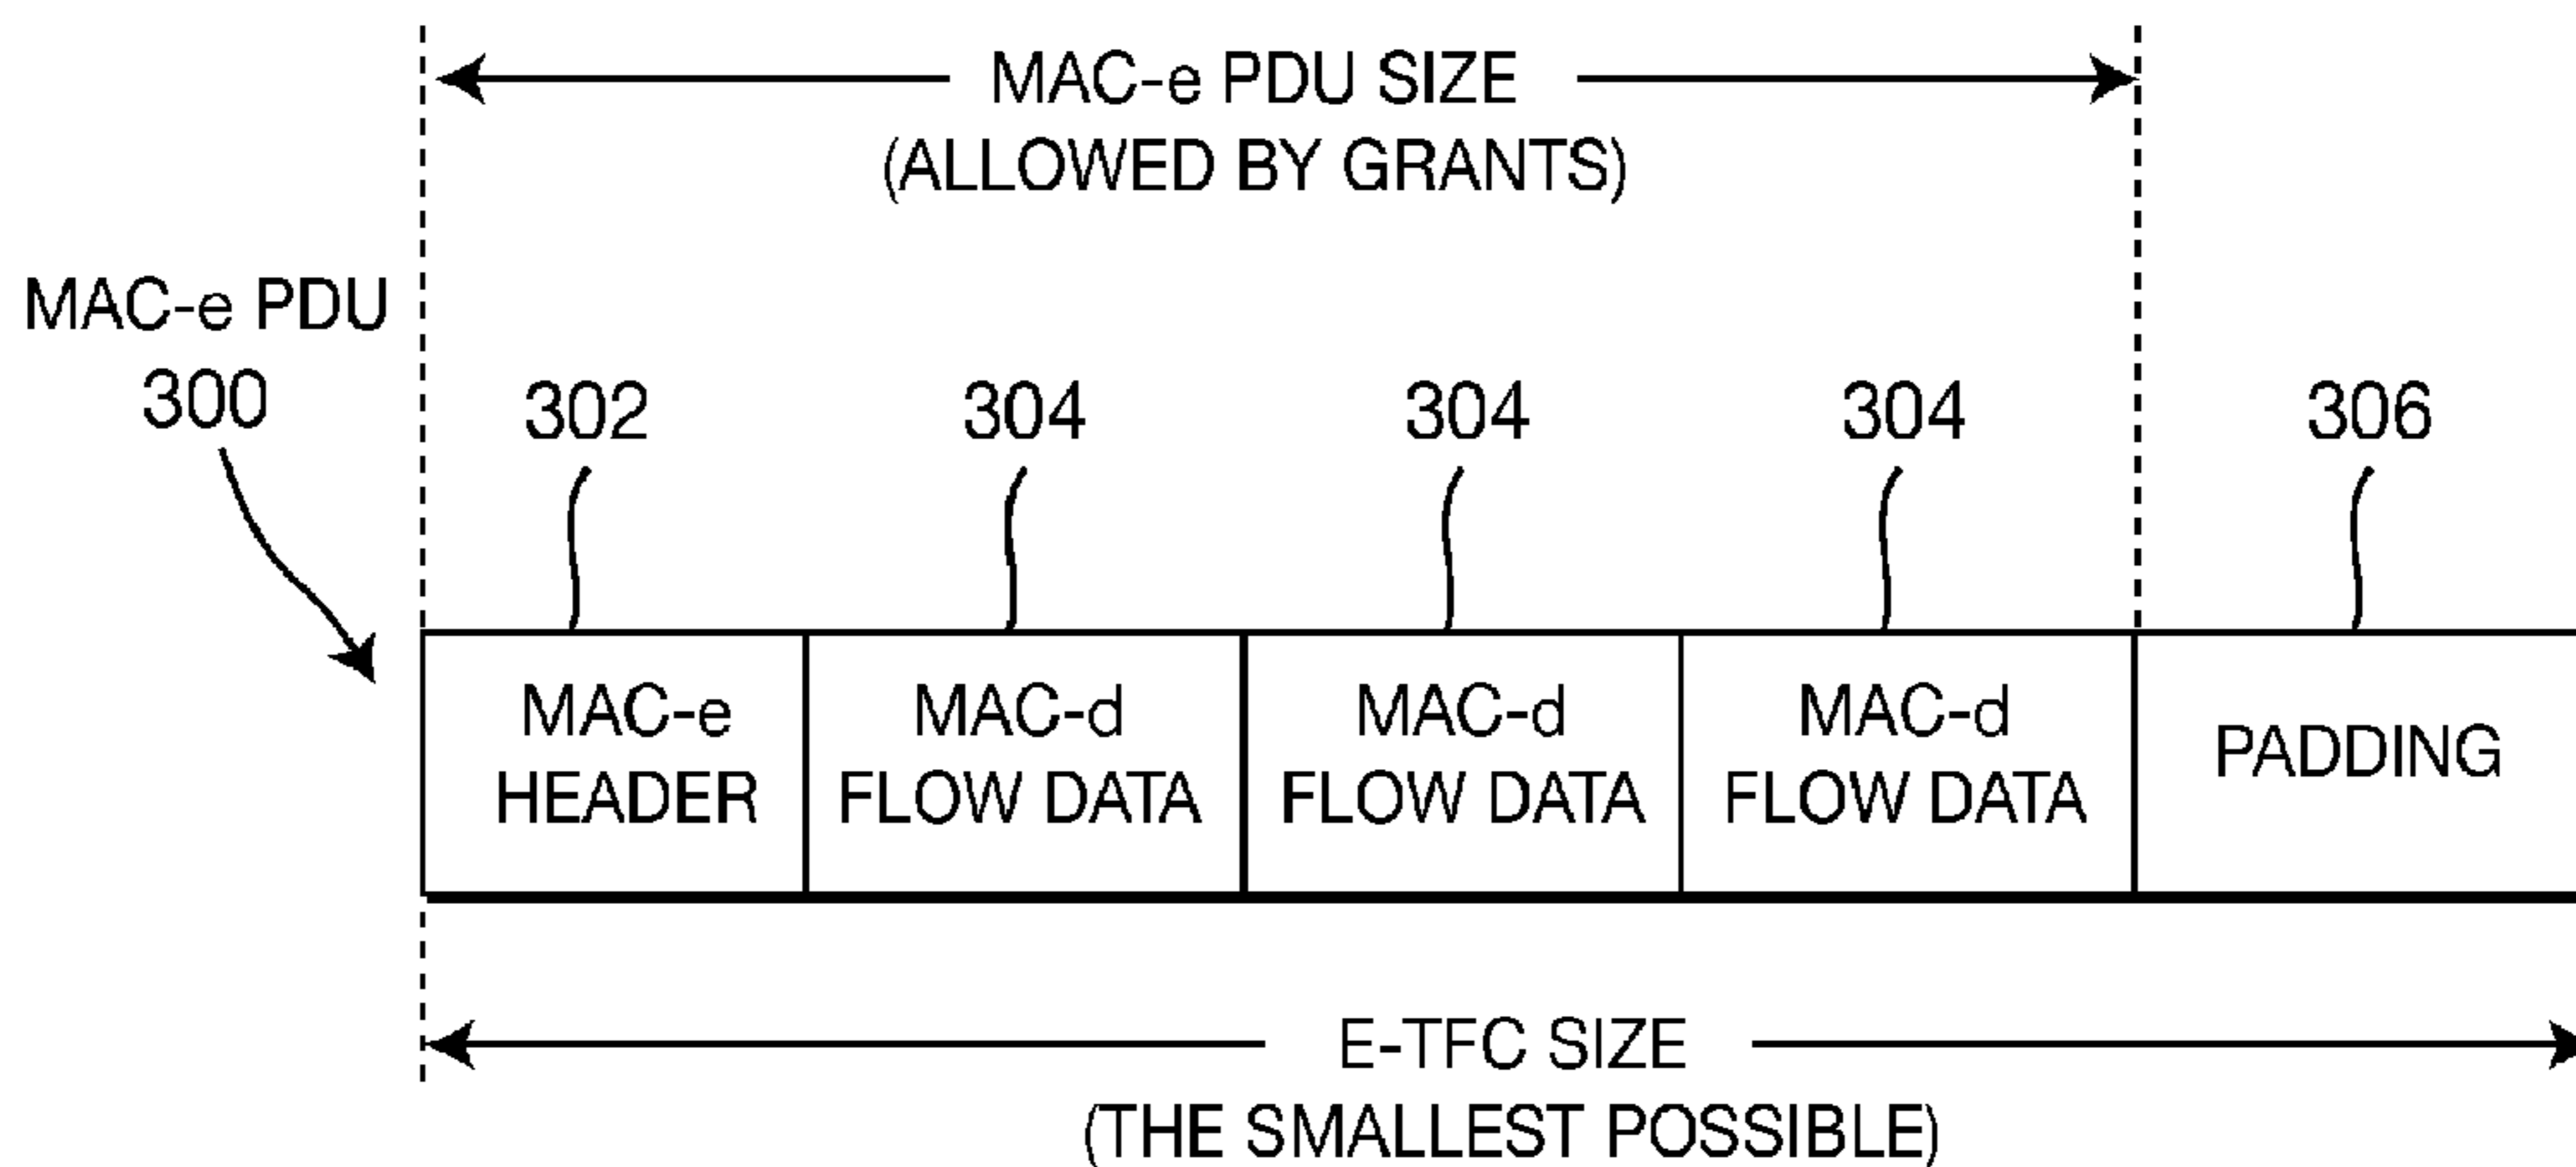 MAC-e PDU SIZE
(ALLOWED BY GRANTS)
MAC-e PDU
300
302
304
304
304
306
MAC-e
HEADER
MAC-d
FLOW DATA
MAC-d
FLOW DATA
MAC-d
FLOW DATA
PADDING
E-TFC SIZE
(THE SMALLEST POSSIBLE)